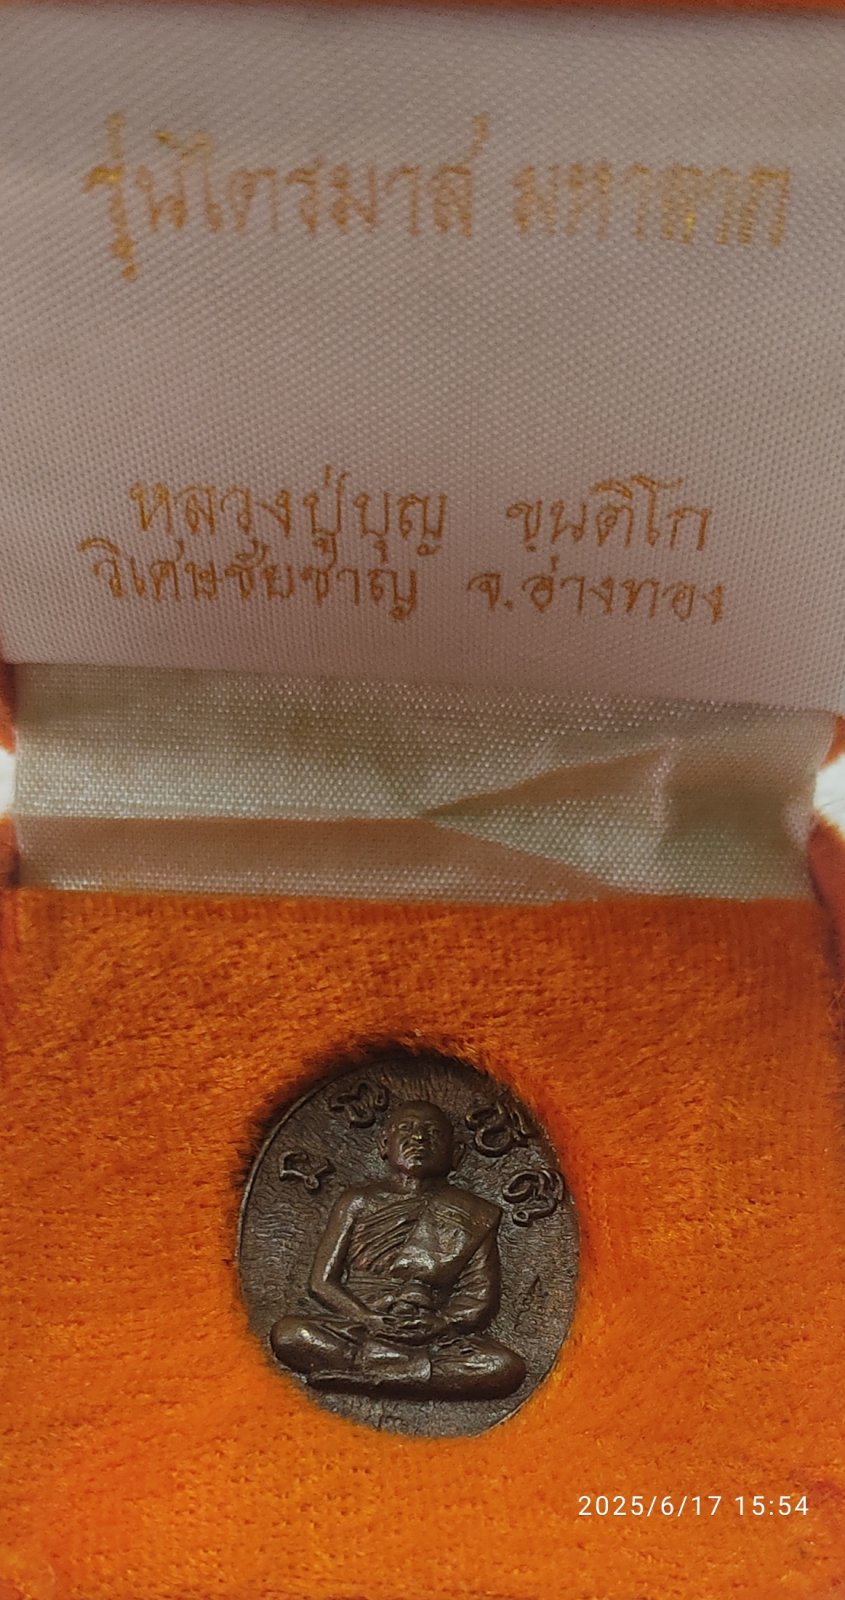 รุ่นไตรมาส มหาลาภ
หลวงปู่บุญ ขนติโก
วิเศษชัยชาญ จ.อ่างทอง
2025/6/17 15:54